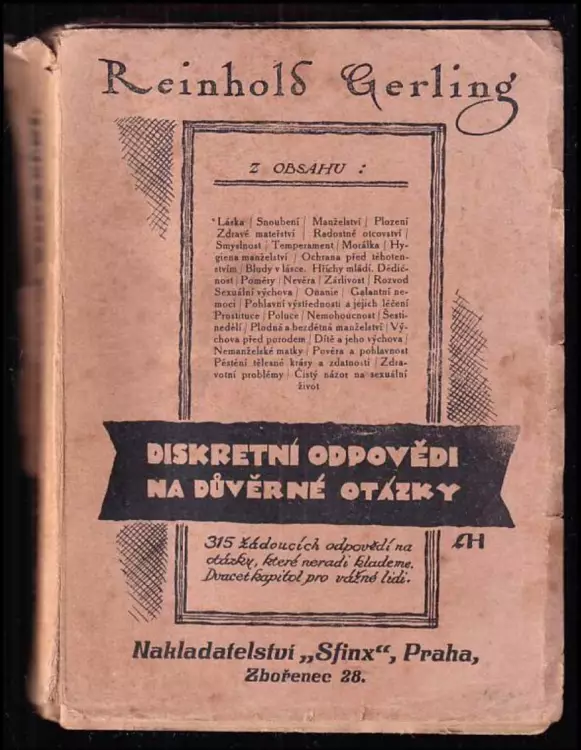 Reinhold Gerling
Z OBSAHU :
Láska / Snoubení / Manželství / Plození
Zdravé mateřství / Radostné otcovství /
Smyslnost / Temperament / Morálka / Hy-
giena manželství / Ochrana před těhoten-
stvím / Bludy v lásce. Hříchy mládí. Dědič-
nost / Poměry / Nevěra / Žárlivost / Rozvod
Sexuální výchova / Onanie / Galantní ne-
moci / Pohlavní výstřednosti a jejich léčení
Prostituce / Poluce / Nemohoucnost / Šesti-
nedělí / Plodná a bezdětná manželství / Vý-
chova před porodem / Dítě a jeho výchova /
Nemanželské matky / Pověra a pohlavnost
Pěstění tělesné krásy a zdatnosti / Zdra-
votní problémy / Čistý názor na sexuální
život
DISKRETNÍ ODPOVĚDI
NA DŮVĚRNÉ OTÁZKY
AH
315 žádoucích odpovědí na
otázky, které neradi klademe.
Dvacet kapitol pro vážné lidi.
Nakladatelství „Sfinx“, Praha,
Zbořenec 28.